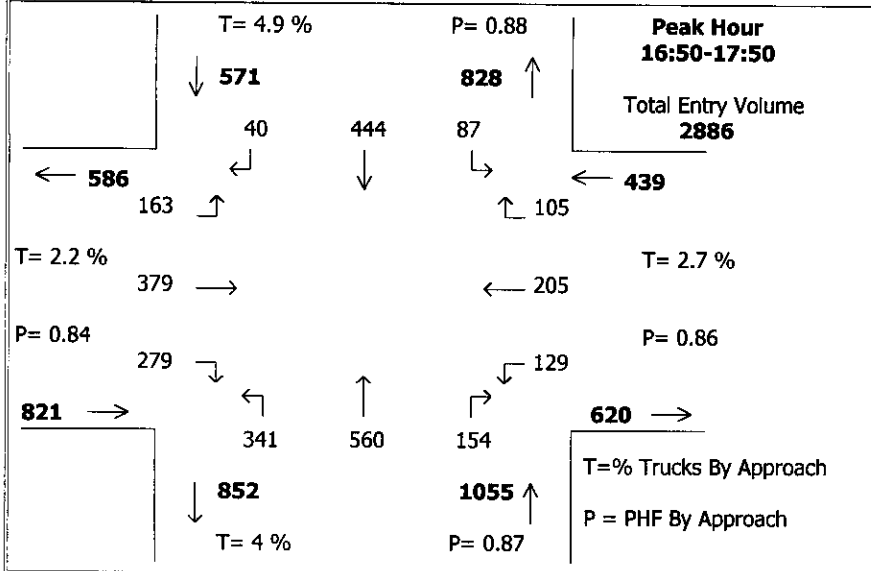 T= 4.9 %
P= 0.88
Peak Hour
16:50-17:50
571
828
Total Entry Volume
2886
40
444
87
586
439
163
105
T= 2.2 %
T= 2.7 %
379
205
P= 0.84
P= 0.86
279
129
821
620
341
560
154
T=% Trucks By Approach
852
1055
P = PHF By Approach
T= 4 %
P= 0.87